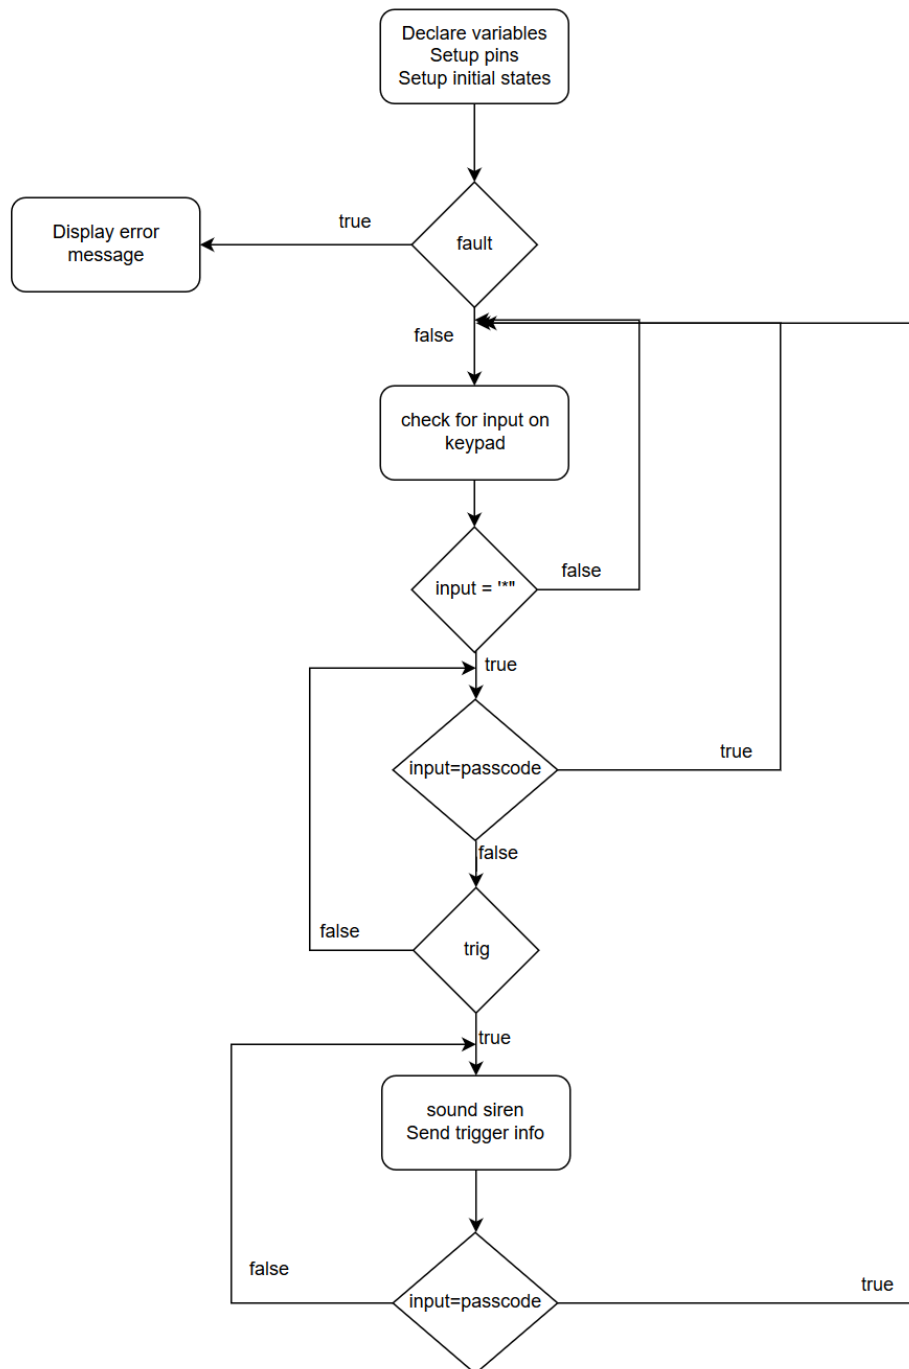 Declare variables
Setup pins
Setup initial states
true
fault
Display error
message
false
check for input on
keypad
input = '*"
false
true
input=passcode
true
false
trig
false
true
sound siren
Send trigger info
false
input=passcode
true